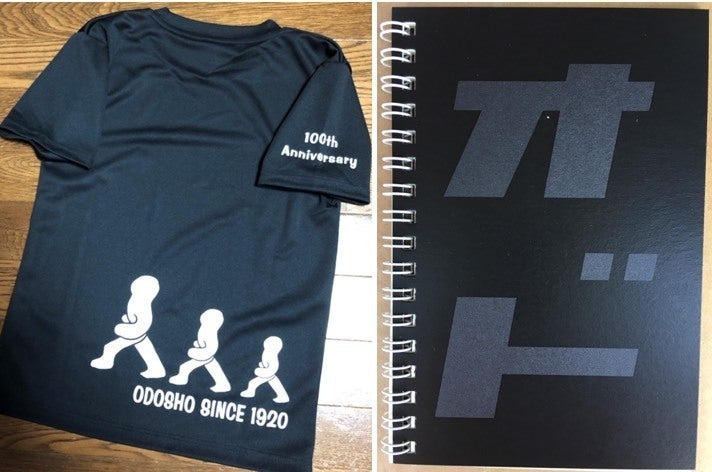 100th
Anniversary
ODOSHO SINCE 1920
オ
ド